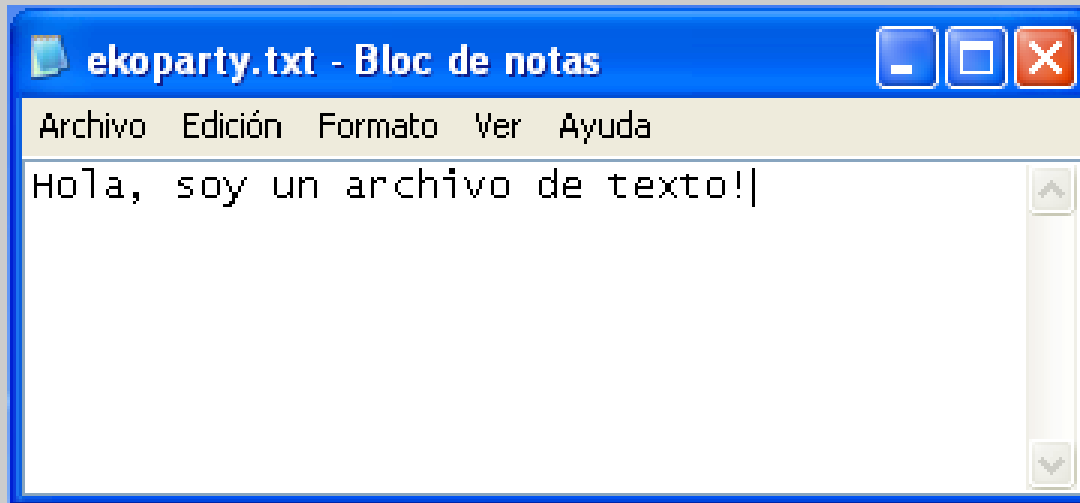 ekoparty.txt - Bloc de notas
Archivo Edición Formato Ver Ayuda
Hola, soy un archivo de texto!